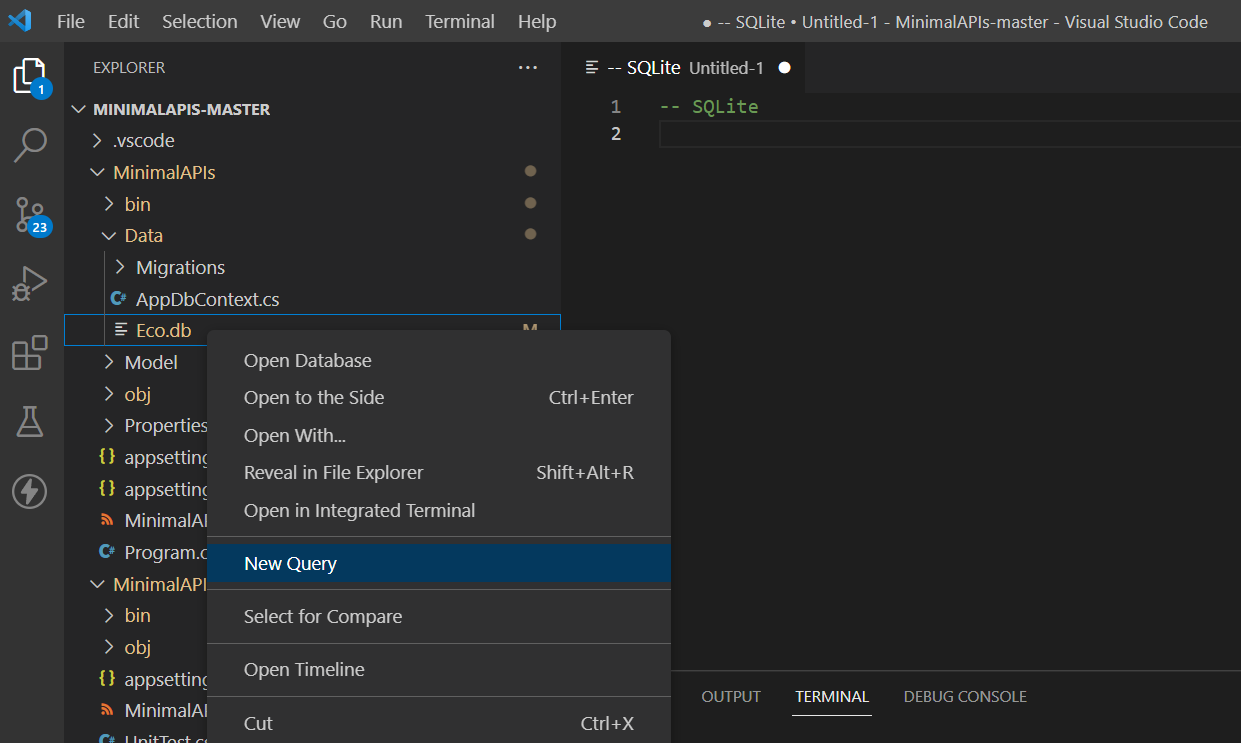 File Edit Selection View Go Run Terminal Help
● -- SQLite • Untitled-1 - MinimalAPIs-master - Visual Studio Code
EXPLORER
···
1
23
MINIMALAPIS-MASTER
.vscode
MinimalAPIs
bin
Data
Migrations
C# AppDbContext.cs
Eco.db M
Model
obj
Properties
{} appsetting
{} appsetting
MinimalAP
C# Program.c
MinimalAPI
bin
obj
{} appsetting
MinimalAP
C# UnitTest.cs
Open Database
Open to the Side Ctrl+Enter
Open With...
Reveal in File Explorer Shift+Alt+R
Open in Integrated Terminal
New Query
Select for Compare
Open Timeline
Cut Ctrl+X
-- SQLite Untitled-1 ●
1 -- SQLite
2
OUTPUT TERMINAL DEBUG CONSOLE